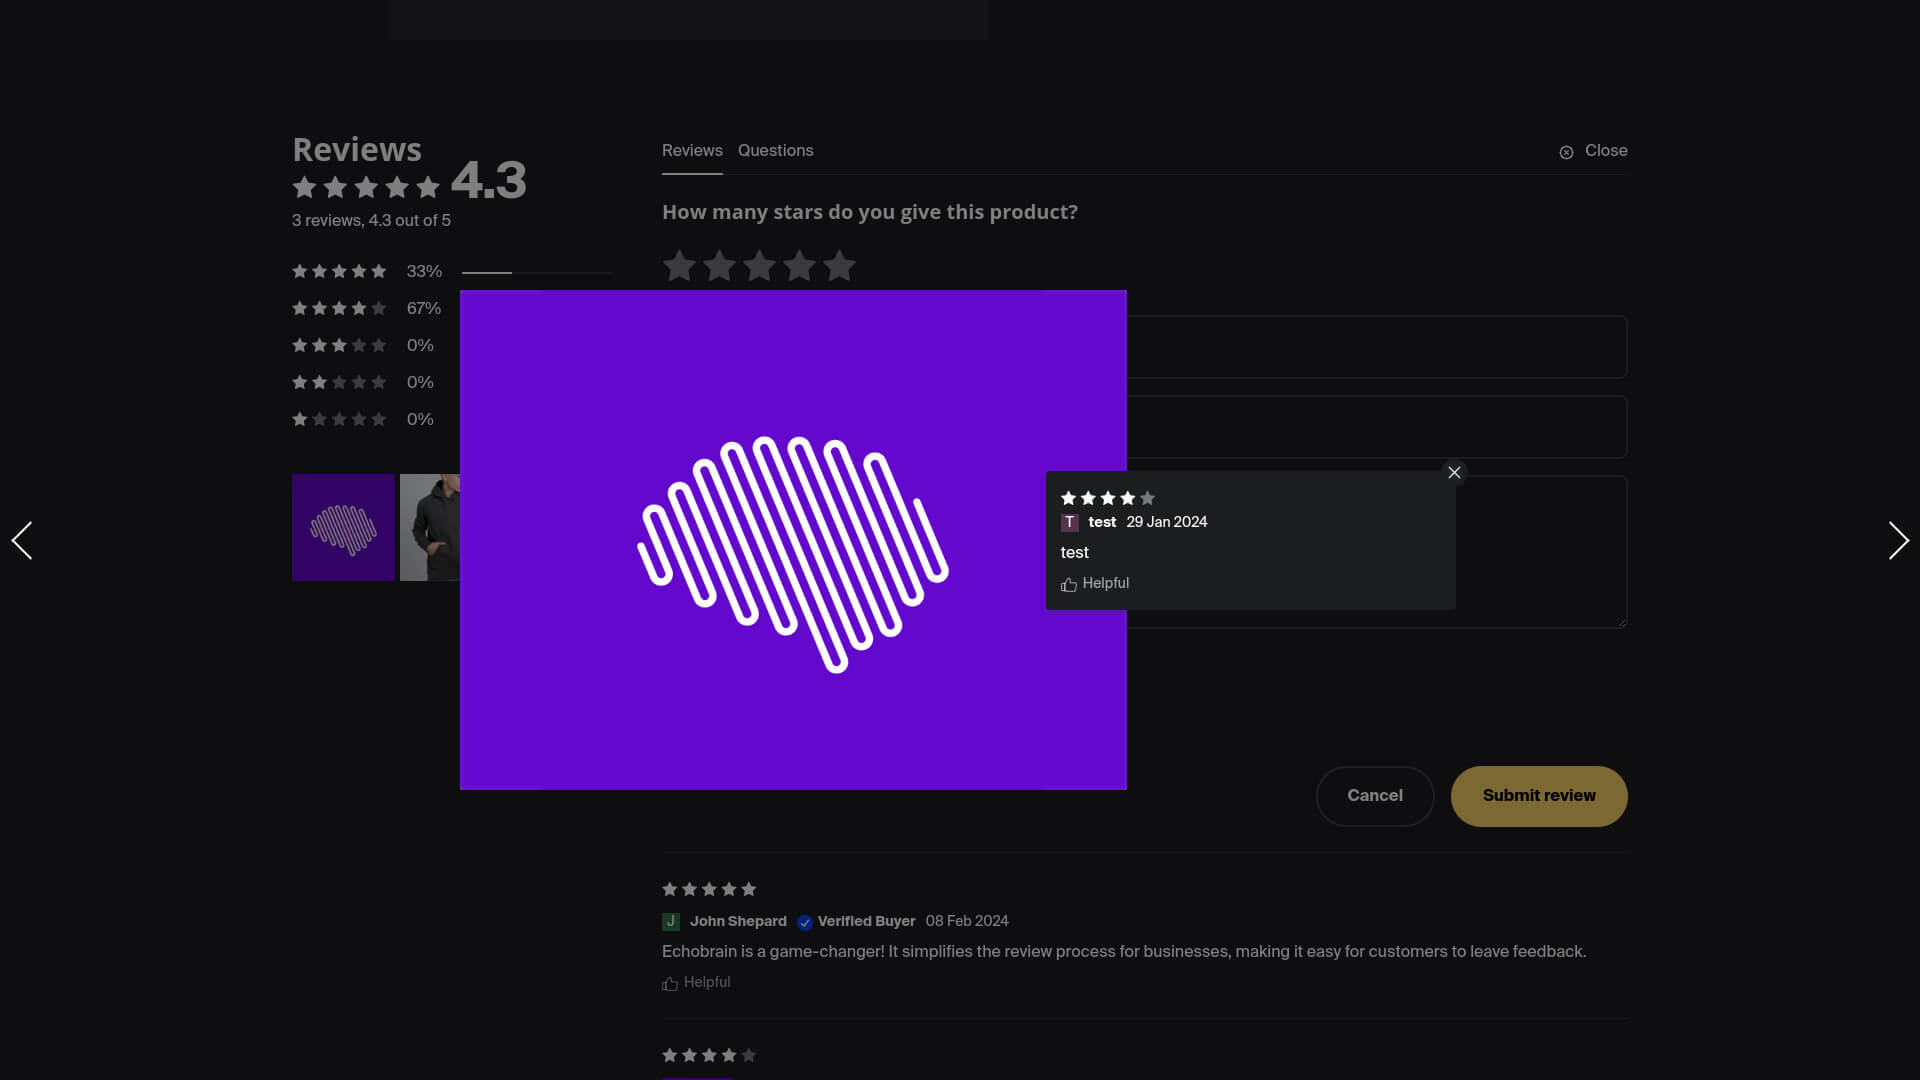 Reviews
4.3
3 reviews, 4.3 out of 5
33%
67%
0%
0%
0%
Reviews Questions
Close
How many stars do you give this product?
test 29 Jan 2024
T
test
Helpful
Cancel
Submit review
J John Shepard Verified Buyer 08 Feb 2024
Echobrain is a game-changer! It simplifies the review process for businesses, making it easy for customers to leave feedback.
Helpful